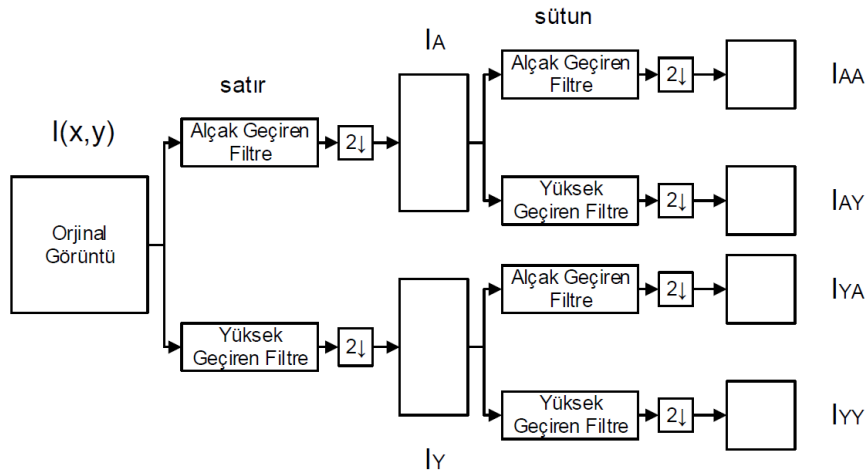 sütun
IA
Alçak Geçiren
Filtre
2↓
IAA
satır
I(x,y)
Alçak Geçiren
Filtre
2↓
Yüksek
Geçiren Filtre
2↓
IAY
Orjinal
Görüntü
Alçak Geçiren
Filtre
2↓
IYA
Yüksek
Geçiren Filtre
2↓
Yüksek
Geçiren Filtre
2↓
IYY
IY